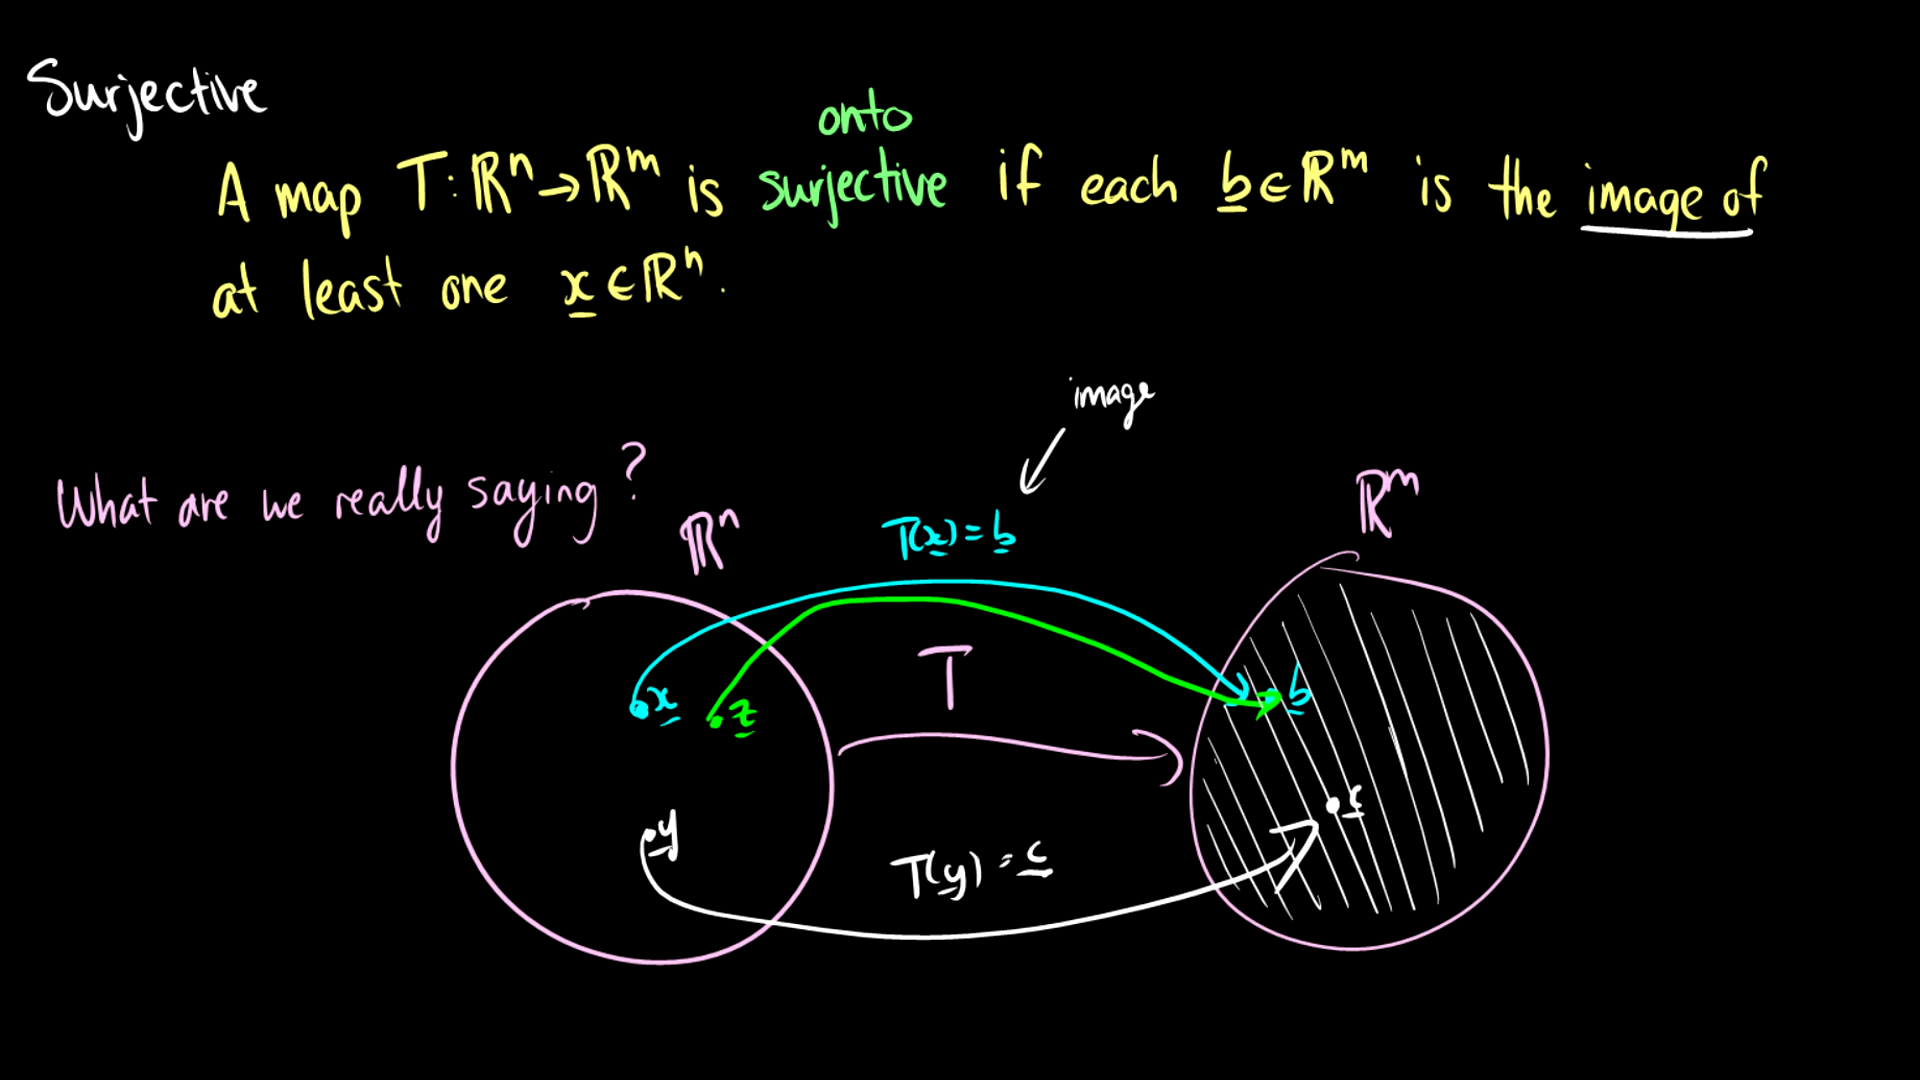 Surjective
onto
A map T: ℝⁿ → ℝᵐ is surjective if each b ∈ ℝᵐ is the image of
at least one x ∈ ℝⁿ.
image
What are we really saying?
ℝⁿ
T(x) = b
ℝᵐ
T
x
z
b
y
c
T(y) = c